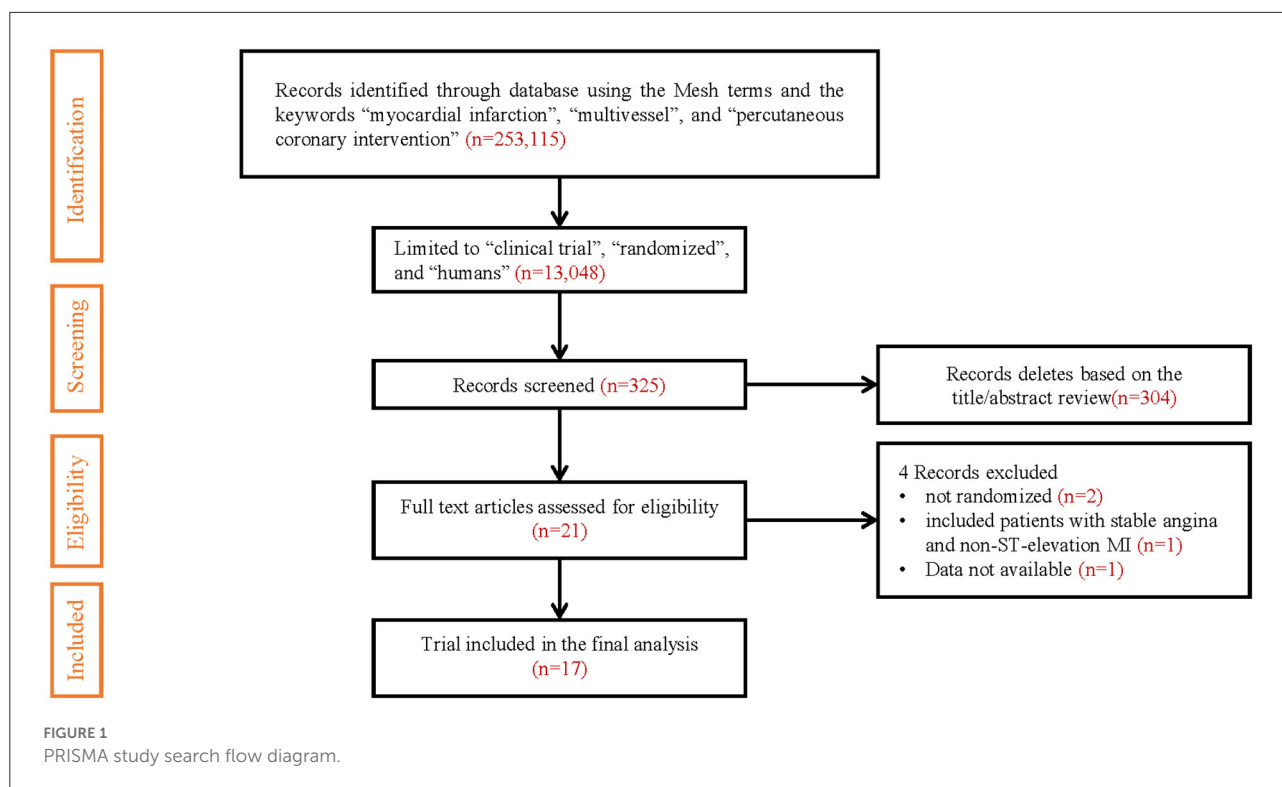 Identification
Records identified through database using the Mesh terms and the
keywords “myocardial infarction”, “multivessel”, and “percutaneous
coronary intervention” (n=253,115)
Limited to “clinical trial”, “randomized”,
and “humans” (n=13,048)
Screening
Records screened (n=325)
Records deletes based on the
title/abstract review(n=304)
Eligibility
Full text articles assessed for eligibility
(n=21)
4 Records excluded
• not randomized (n=2)
• included patients with stable angina
and non-ST-elevation MI (n=1)
• Data not available (n=1)
Included
Trial included in the final analysis
(n=17)
FIGURE 1
PRISMA study search flow diagram.